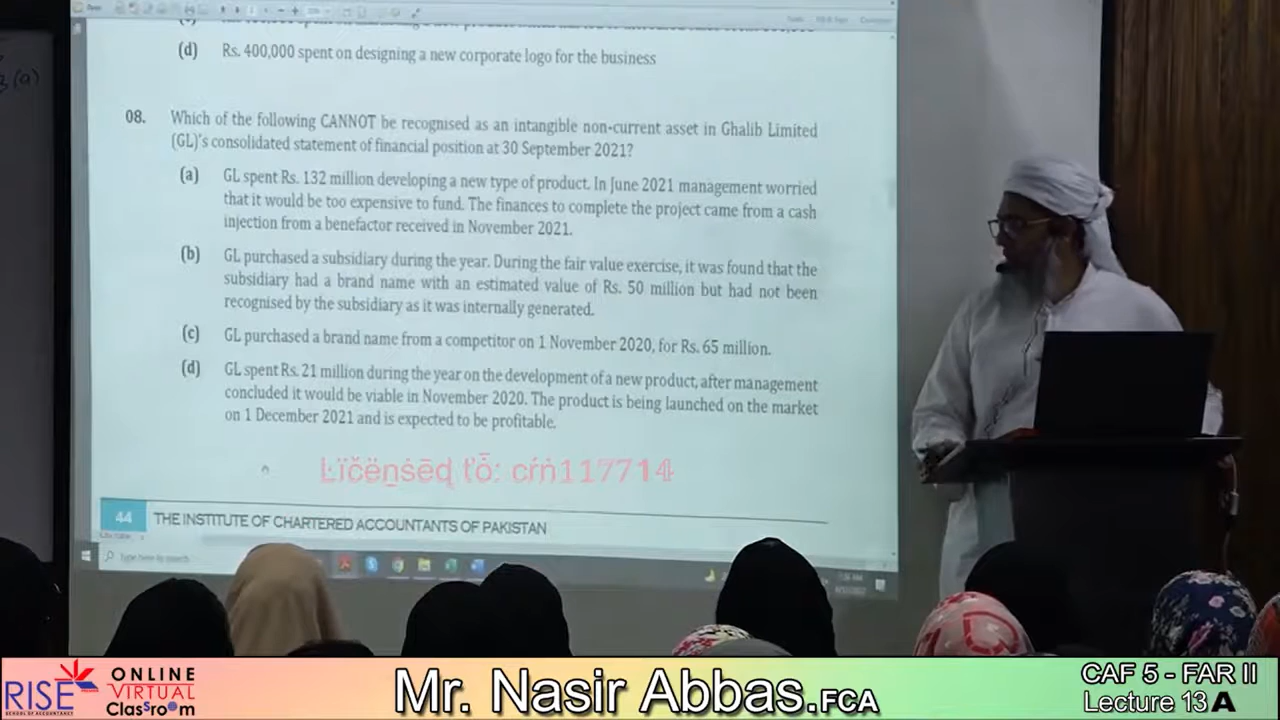 (d) Rs. 400,000 spent on designing a new corporate logo for the business
08. Which of the following CANNOT be recognised as an intangible non-current asset in Ghalib Limited
(GL)'s consolidated statement of financial position at 30 September 2021?
(a) GL spent Rs. 132 million developing a new type of product. In June 2021 management worried
that it would be too expensive to fund. The finances to complete the project came from a cash
injection from a benefactor received in November 2021.
(b) GL purchased a subsidiary during the year. During the fair value exercise, it was found that the
subsidiary had a brand name with an estimated value of Rs. 50 million but had not been
recognised by the subsidiary as it was internally generated.
(c) GL purchased a brand name from a competitor on 1 November 2020, for Rs. 65 million.
(d) GL spent Rs. 21 million during the year on the development of a new product, after management
concluded it would be viable in November 2020. The product is being launched on the market
on 1 December 2021 and is expected to be profitable.
Ļïčëṉṡēḍ ťȪ: cŕṁ117714
44 THE INSTITUTE OF CHARTERED ACCOUNTANTS OF PAKISTAN
Type here to search
RISE
SCHOOL OF ACCOUNTANCY
ONLINE
VIRTUAL
ClasSro@m
Mr. Nasir Abbas.FCA
CAF 5 - FAR II
Lecture 13 A